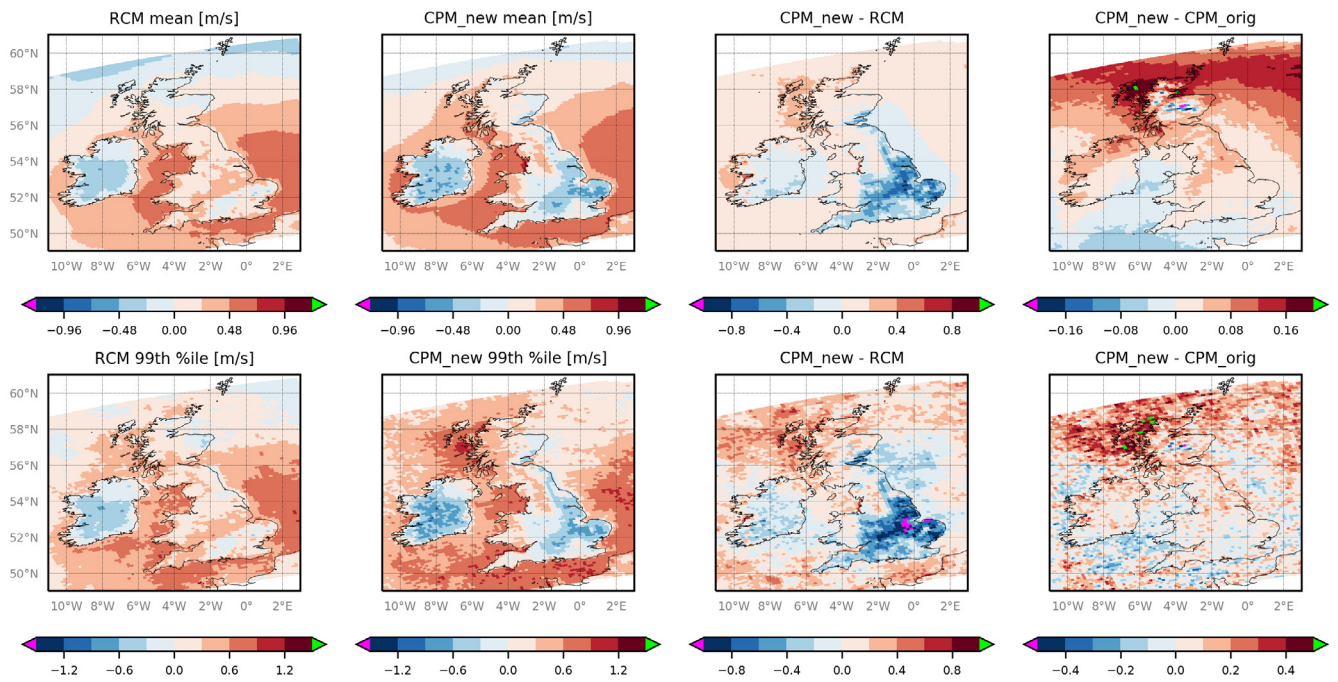 RCM mean [m/s]
CPM_new mean [m/s]
CPM_new - RCM
CPM_new - CPM_orig
60°N
58°N
56°N
54°N
52°N
50°N
10°W 8°W 6°W 4°W 2°W 0° 2°E
10°W 8°W 6°W 4°W 2°W 0° 2°E
10°W 8°W 6°W 4°W 2°W 0° 2°E
10°W 8°W 6°W 4°W 2°W 0° 2°E
−0.96 −0.48 0.00 0.48 0.96
−0.96 −0.48 0.00 0.48 0.96
−0.8 −0.4 0.0 0.4 0.8
−0.16 −0.08 0.00 0.08 0.16
RCM 99th %ile [m/s]
CPM_new 99th %ile [m/s]
CPM_new - RCM
CPM_new - CPM_orig
60°N
58°N
56°N
54°N
52°N
50°N
10°W 8°W 6°W 4°W 2°W 0° 2°E
10°W 8°W 6°W 4°W 2°W 0° 2°E
10°W 8°W 6°W 4°W 2°W 0° 2°E
10°W 8°W 6°W 4°W 2°W 0° 2°E
−1.2 −0.6 0.0 0.6 1.2
−1.2 −0.6 0.0 0.6 1.2
−0.8 −0.4 0.0 0.4 0.8
−0.4 −0.2 0.0 0.2 0.4